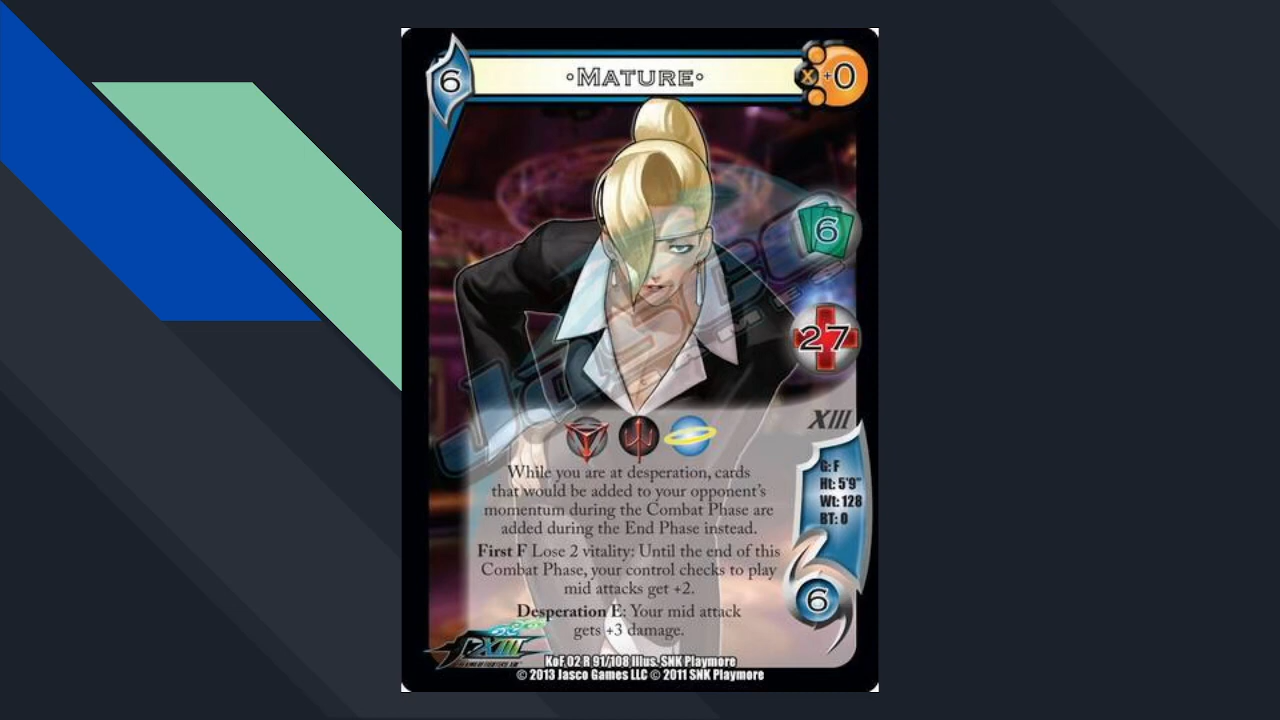 6
·MATURE·
X +0
6
27
XIII
G: F
Ht: 5'9"
Wt: 128
BT: 0
While you are at desperation, cards
that would be added to your opponent's
momentum during the Combat Phase are
added during the End Phase instead.
First F Lose 2 vitality: Until the end of this
Combat Phase, your control checks to play
mid attacks get +2.
Desperation E: Your mid attack
gets +3 damage.
6
XIII
KoF 02 R 91/108 Illus. SNK Playmore
© 2013 Jasco Games LLC © 2011 SNK Playmore
JASCO
GAMES